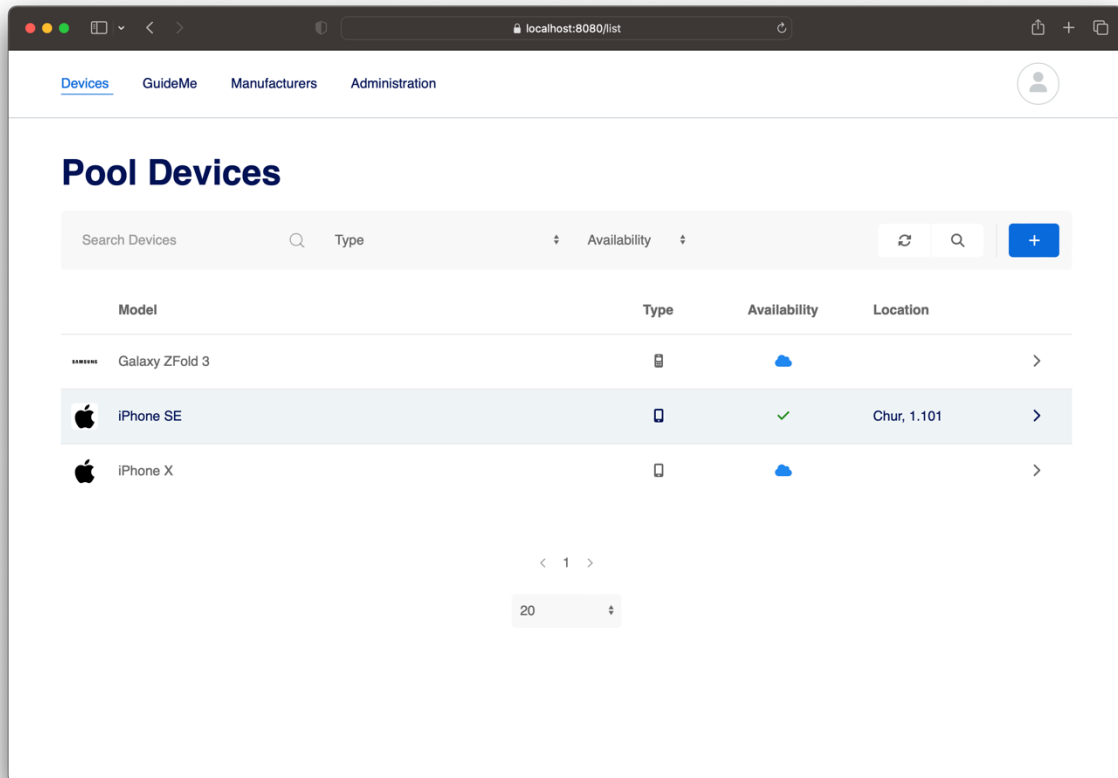 localhost:8080/list
Devices GuideMe Manufacturers Administration
Pool Devices
Search Devices Type Availability
Model Type Availability Location
SAMSUNG Galaxy ZFold 3
iPhone SE Chur, 1.101
iPhone X
1
20